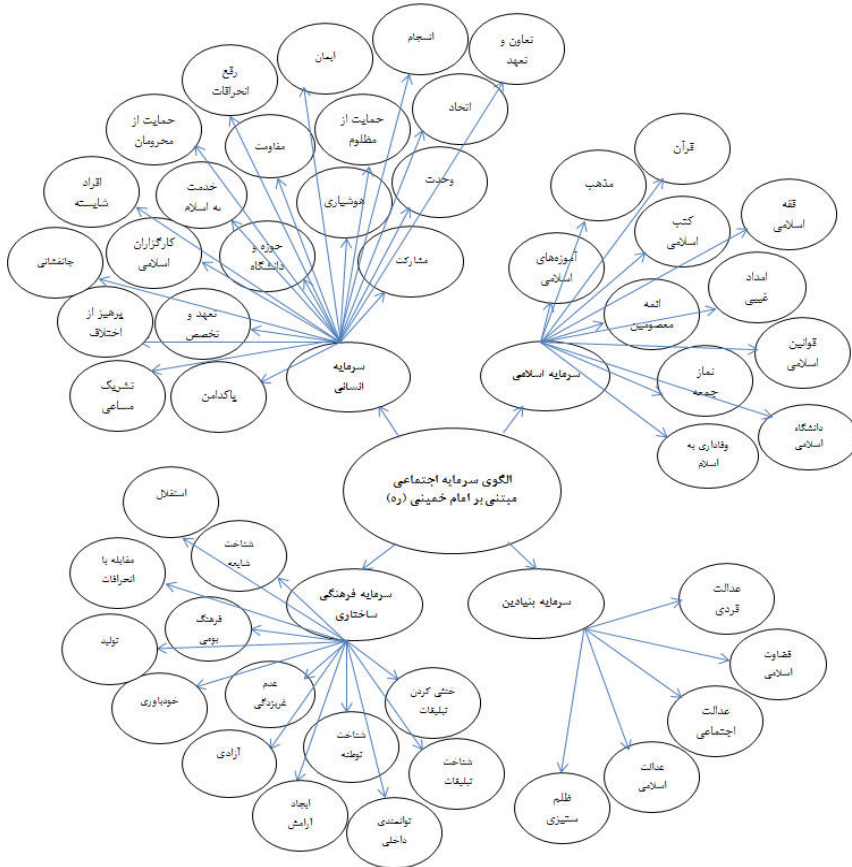 تعاون و
تعهد
انسجام
ایمان
رفع
انحرافات
اتحاد
حمایت از
مظلوم
مقاومت
حمایت از
محرومان
وحدت
هوشیاری
خدمت
به اسلام
افراد
شایسته
مشارکت
حوزه و
دانشگاه
کارگزاران
اسلامی
جانفشانی
تعهد و
تخصص
پرهیز از
اختلاف
پاکدامن
تشریک
مساعی
سرمایه
انسانی
قرآن
مذهب
فقه
اسلامی
کتب
اسلامی
آموزه‌های
اسلامی
امداد
غیبی
ائمه
معصومین
قوانین
اسلامی
نماز
جمعه
دانشگاه
اسلامی
وفاداری به
اسلام
سرمایه اسلامی
الگوی سرمایه اجتماعی
مبتنی بر امام خمینی (ره)
سرمایه فرهنگی
ساختاری
استقلال
شناخت
شایعه
مقابله با
انحرافات
فرهنگ
بومی
تولید
عدم
غربزدگی
خودباوری
خنثی کردن
تبلیغات
شناخت
توطئه
آزادی
شناخت
تبلیغات
ایجاد
آرامش
توانمندی
داخلی
سرمایه بنیادین
عدالت
فردی
قضاوت
اسلامی
عدالت
اجتماعی
عدالت
اسلامی
ظلم
ستیزی